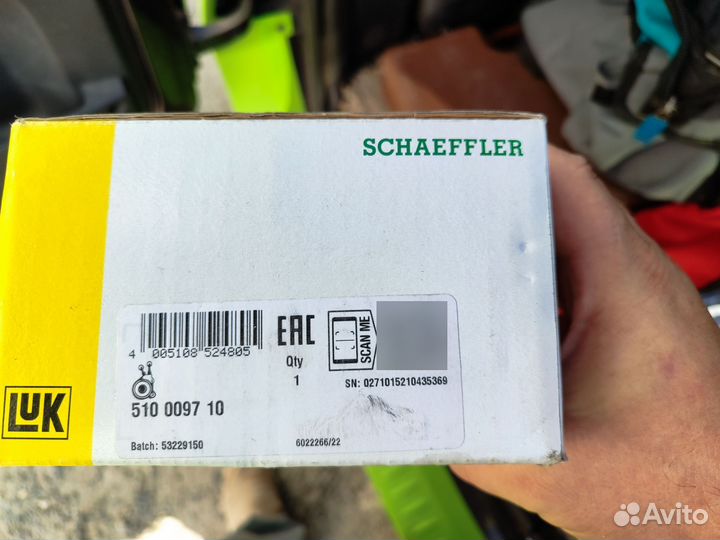 SCHAEFFLER
4 005108 524805
EAC
Qty
1
SCAN ME
SN: 0271015210435369
510 0097 10
Batch: 53229150
6022266/22
LUK
Avito